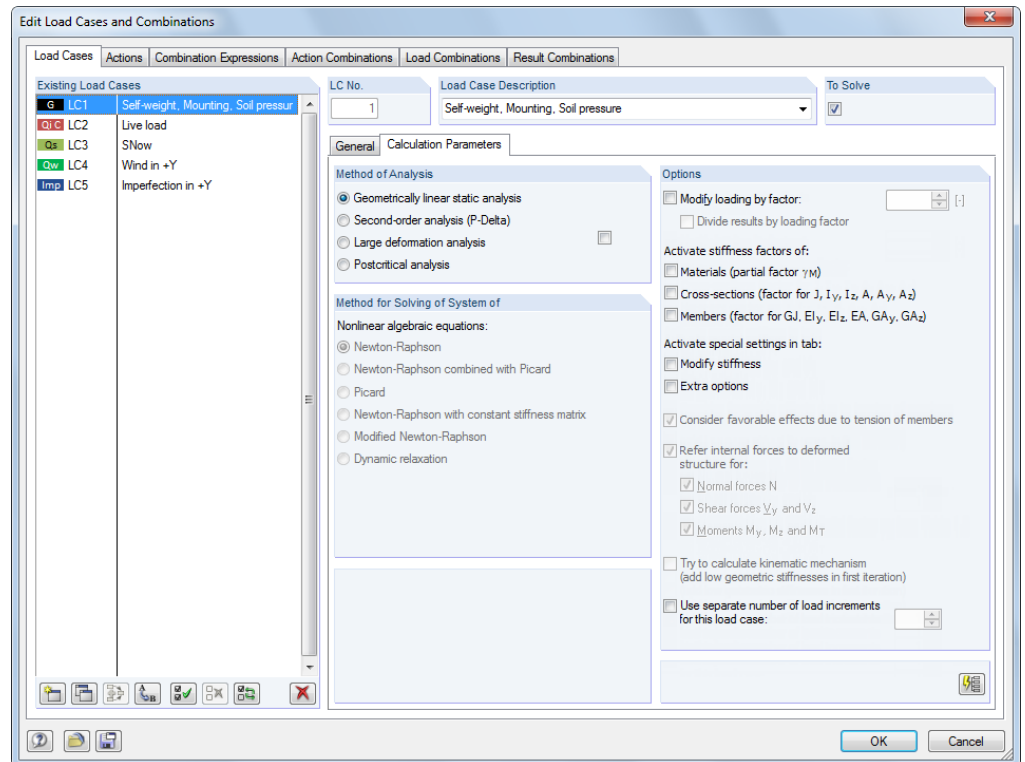 Edit Load Cases and Combinations
Load Cases Actions Combination Expressions Action Combinations Load Combinations Result Combinations
Existing Load Cases
G LC1 Self-weight, Mounting, Soil pressur
Qi C LC2 Live load
Qs LC3 SNow
Qw LC4 Wind in +Y
Imp LC5 Imperfection in +Y
LC No.
1
Load Case Description
Self-weight, Mounting, Soil pressure
To Solve
General Calculation Parameters
Method of Analysis
Geometrically linear static analysis
Second-order analysis (P-Delta)
Large deformation analysis
Postcritical analysis
Method for Solving of System of
Nonlinear algebraic equations:
Newton-Raphson
Newton-Raphson combined with Picard
Picard
Newton-Raphson with constant stiffness matrix
Modified Newton-Raphson
Dynamic relaxation
Options
Modify loading by factor: [-]
Divide results by loading factor
Activate stiffness factors of:
Materials (partial factor γM)
Cross-sections (factor for J, Iy, Iz, A, Ay, Az)
Members (factor for GJ, EIy, EIz, EA, GAy, GAz)
Activate special settings in tab:
Modify stiffness
Extra options
Consider favorable effects due to tension of members
Refer internal forces to deformed
structure for:
Normal forces N
Shear forces Vy and Vz
Moments My, Mz and MT
Try to calculate kinematic mechanism
(add low geometric stiffnesses in first iteration)
Use separate number of load increments
for this load case:
OK Cancel